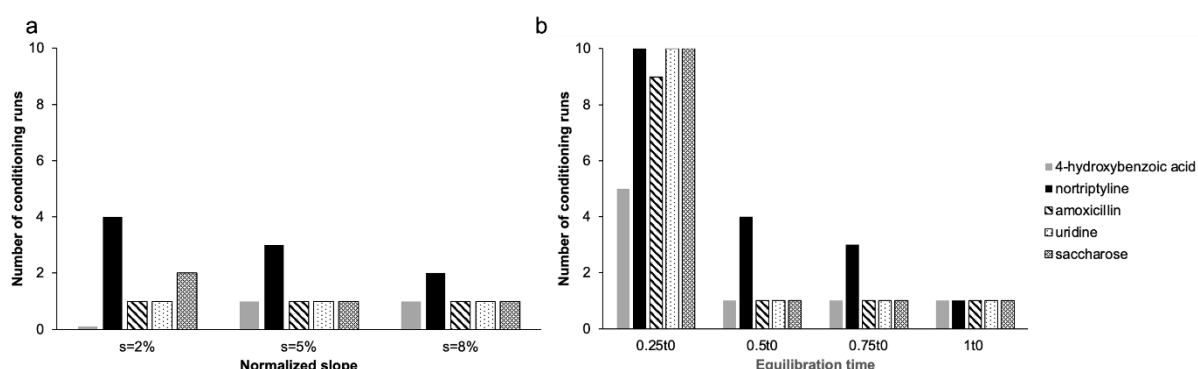 a
Number of conditioning runs
10
8
6
4
2
0
s=2% s=5% s=8%
Normalized slope
b
Number of conditioning runs
10
8
6
4
2
0
0.25t0 0.5t0 0.75t0 1t0
Equilibration time
4-hydroxybenzoic acid
nortriptyline
amoxicillin
uridine
saccharose